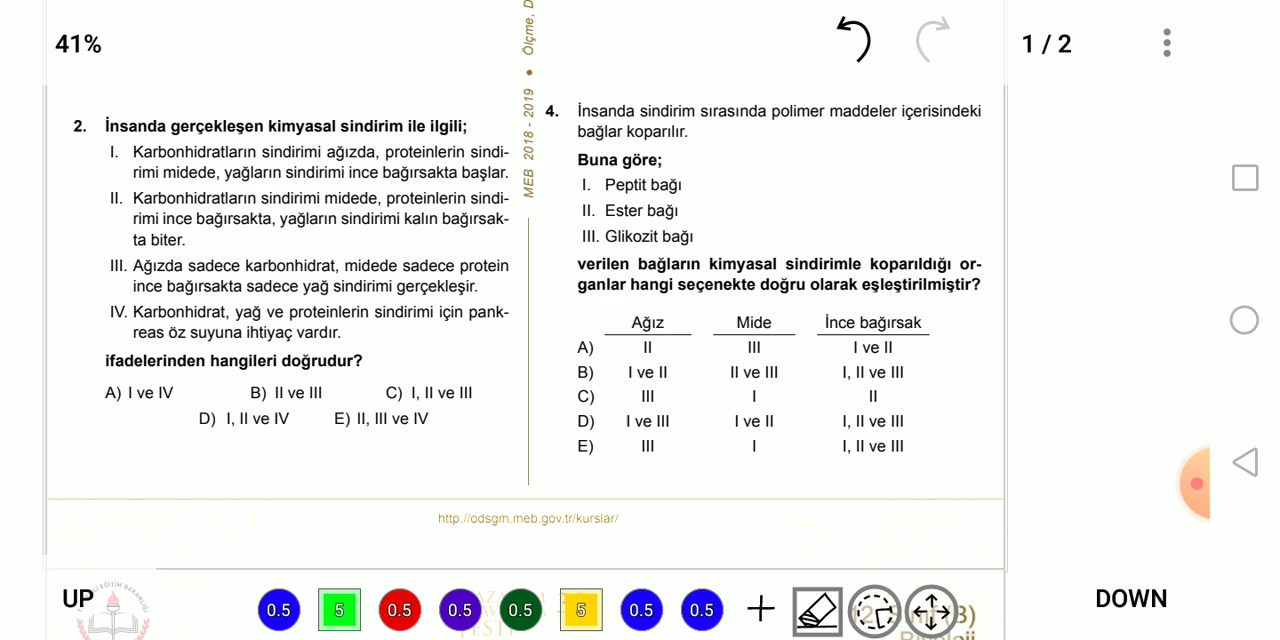 41%
1 / 2
2. İnsanda gerçekleşen kimyasal sindirim ile ilgili;
I. Karbonhidratların sindirimi ağızda, proteinlerin sindi-
rimi midede, yağların sindirimi ince bağırsakta başlar.
II. Karbonhidratların sindirimi midede, proteinlerin sindi-
rimi ince bağırsakta, yağların sindirimi kalın bağırsak-
ta biter.
III. Ağızda sadece karbonhidrat, midede sadece protein
ince bağırsakta sadece yağ sindirimi gerçekleşir.
IV. Karbonhidrat, yağ ve proteinlerin sindirimi için pank-
reas öz suyuna ihtiyaç vardır.
ifadelerinden hangileri doğrudur?
A) I ve IV B) II ve III C) I, II ve III
D) I, II ve IV E) II, III ve IV
MEB 2018 - 2019 • Ölçme, D
4. İnsanda sindirim sırasında polimer maddeler içerisindeki
bağlar koparılır.
Buna göre;
I. Peptit bağı
II. Ester bağı
III. Glikozit bağı
verilen bağların kimyasal sindirimle koparıldığı or-
ganlar hangi seçenekte doğru olarak eşleştirilmiştir?
Ağız Mide İnce bağırsak
A) II III I ve II
B) I ve II II ve III I, II ve III
C) III I II
D) I ve III I ve II I, II ve III
E) III I I, II ve III
http://odsgm.meb.gov.tr/kurslar/
UP
0.5 5 0.5 0.5 0.5 5 0.5 0.5
DOWN